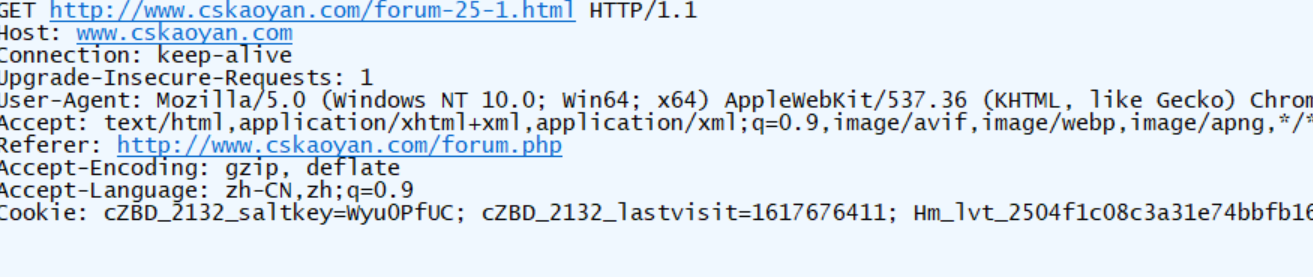 GET http://www.cskaoyan.com/forum-25-1.html HTTP/1.1
Host: www.cskaoyan.com
Connection: keep-alive
Upgrade-Insecure-Requests: 1
User-Agent: Mozilla/5.0 (Windows NT 10.0; Win64; x64) AppleWebKit/537.36 (KHTML, like Gecko) Chrom
Accept: text/html,application/xhtml+xml,application/xml;q=0.9,image/avif,image/webp,image/apng,*/*
Referer: http://www.cskaoyan.com/forum.php
Accept-Encoding: gzip, deflate
Accept-Language: zh-CN,zh;q=0.9
Cookie: cZBD_2132_saltkey=Wyu0PfUC; cZBD_2132_lastvisit=1617676411; Hm_lvt_2504f1c08c3a31e74bbfb16